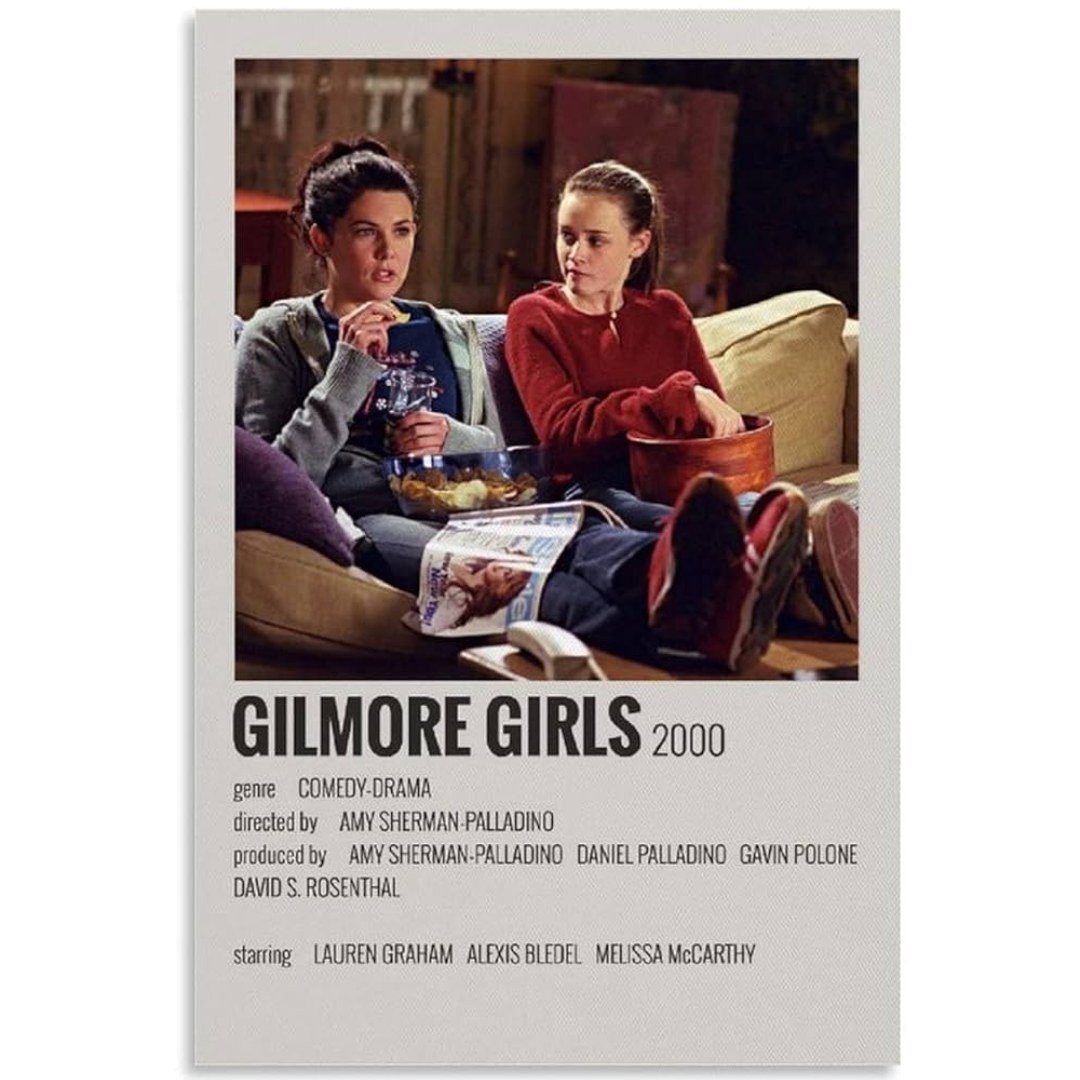 GILMORE GIRLS 2000
genre COMEDY-DRAMA
directed by AMY SHERMAN-PALLADINO
produced by AMY SHERMAN-PALLADINO DANIEL PALLADINO GAVIN POLONE
DAVID S. ROSENTHAL
starring LAUREN GRAHAM ALEXIS BLEDEL MELISSA McCARTHY